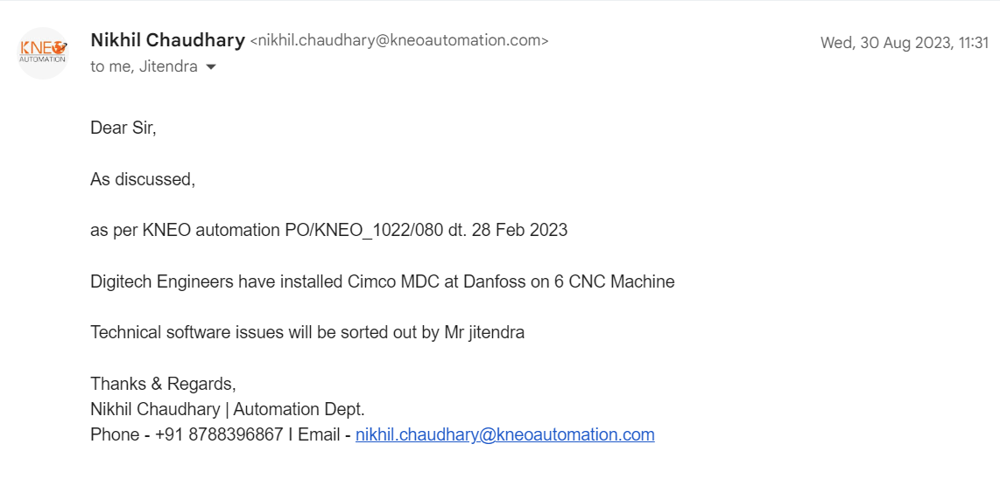 KNEO
AUTOMATION
Nikhil Chaudhary <nikhil.chaudhary@kneoautomation.com>
Wed, 30 Aug 2023, 11:31
to me, Jitendra
Dear Sir,
As discussed,
as per KNEO automation PO/KNEO_1022/080 dt. 28 Feb 2023
Digitech Engineers have installed Cimco MDC at Danfoss on 6 CNC Machine
Technical software issues will be sorted out by Mr jitendra
Thanks & Regards,
Nikhil Chaudhary | Automation Dept.
Phone - +91 8788396867 I Email - nikhil.chaudhary@kneoautomation.com